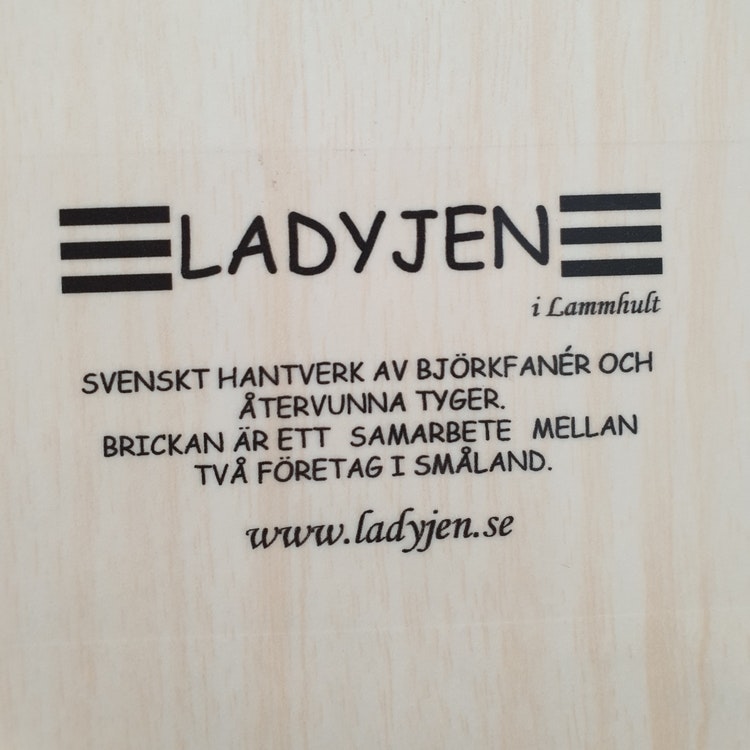 LADYJEN
i Lammhult
SVENSKT HANTVERK AV BJÖRKFANÉR OCH
ÅTERVUNNA TYGER.
BRICKAN ÄR ETT SAMARBETE MELLAN
TVÅ FÖRETAG I SMÅLAND.
www.ladyjen.se